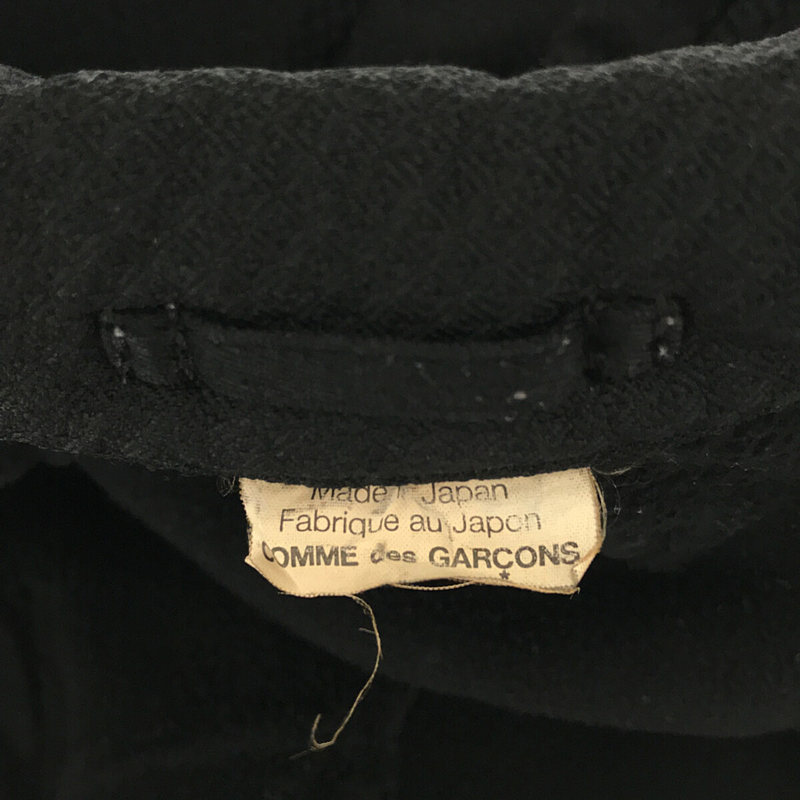 Made in Japan
Fabrique au Japon
COMME des GARÇONS